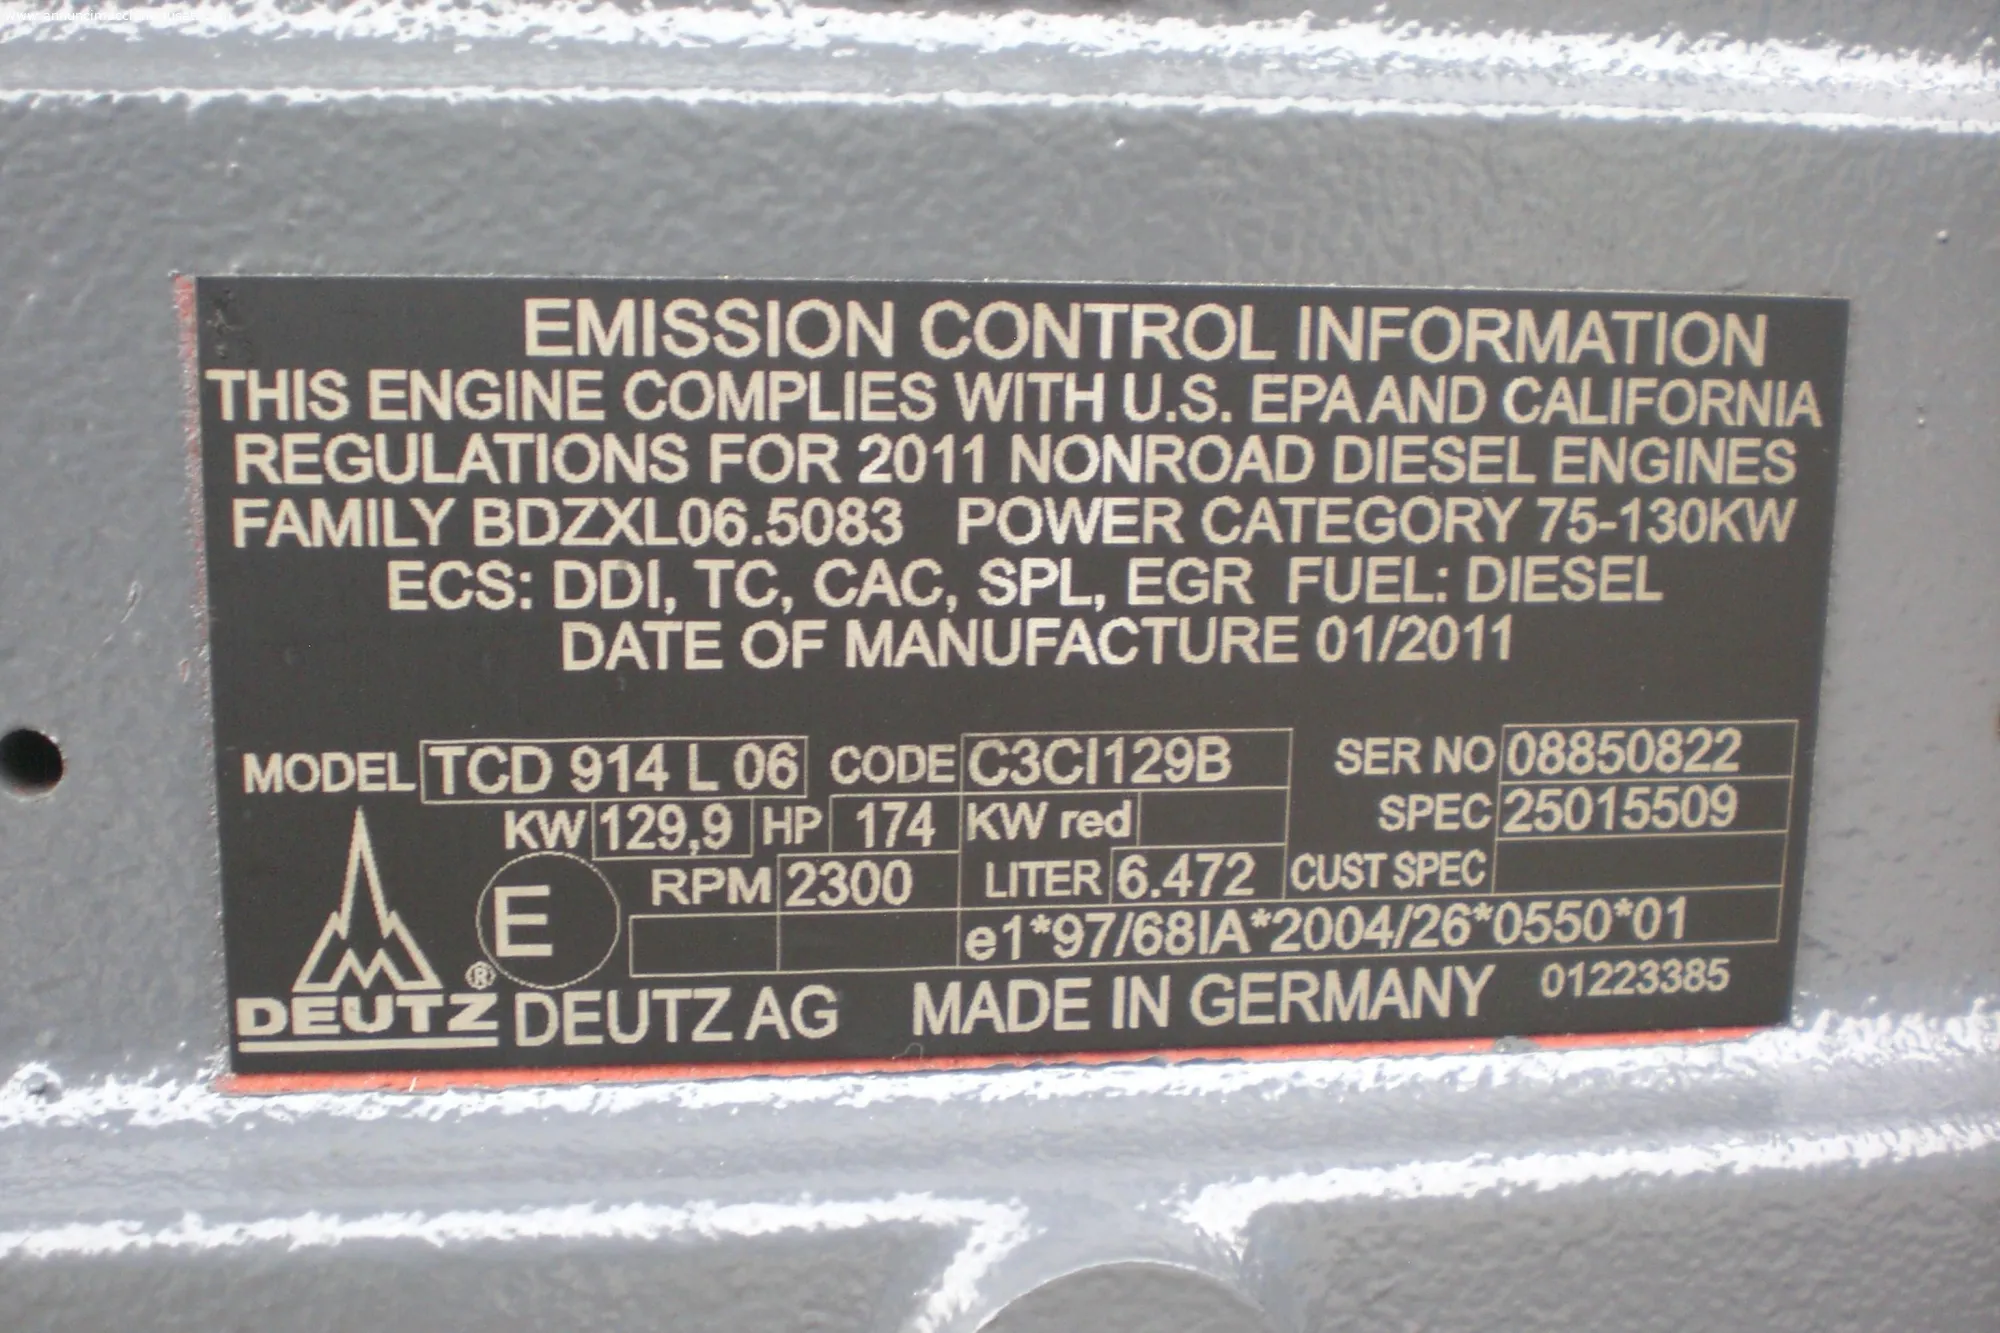 EMISSION CONTROL INFORMATION
THIS ENGINE COMPLIES WITH U.S. EPA AND CALIFORNIA
REGULATIONS FOR 2011 NONROAD DIESEL ENGINES
FAMILY BDZXL06.5083 POWER CATEGORY 75-130KW
ECS: DDI, TC, CAC, SPL, EGR FUEL: DIESEL
DATE OF MANUFACTURE 01/2011
MODEL TCD 914 L 06 CODE C3CI129B SER NO 08850822
KW 129,9 HP 174 KW red SPEC 25015509
E RPM 2300 LITER 6.472 CUST SPEC
e1*97/68IA*2004/26*0550*01
DEUTZ® DEUTZ AG MADE IN GERMANY 01223385